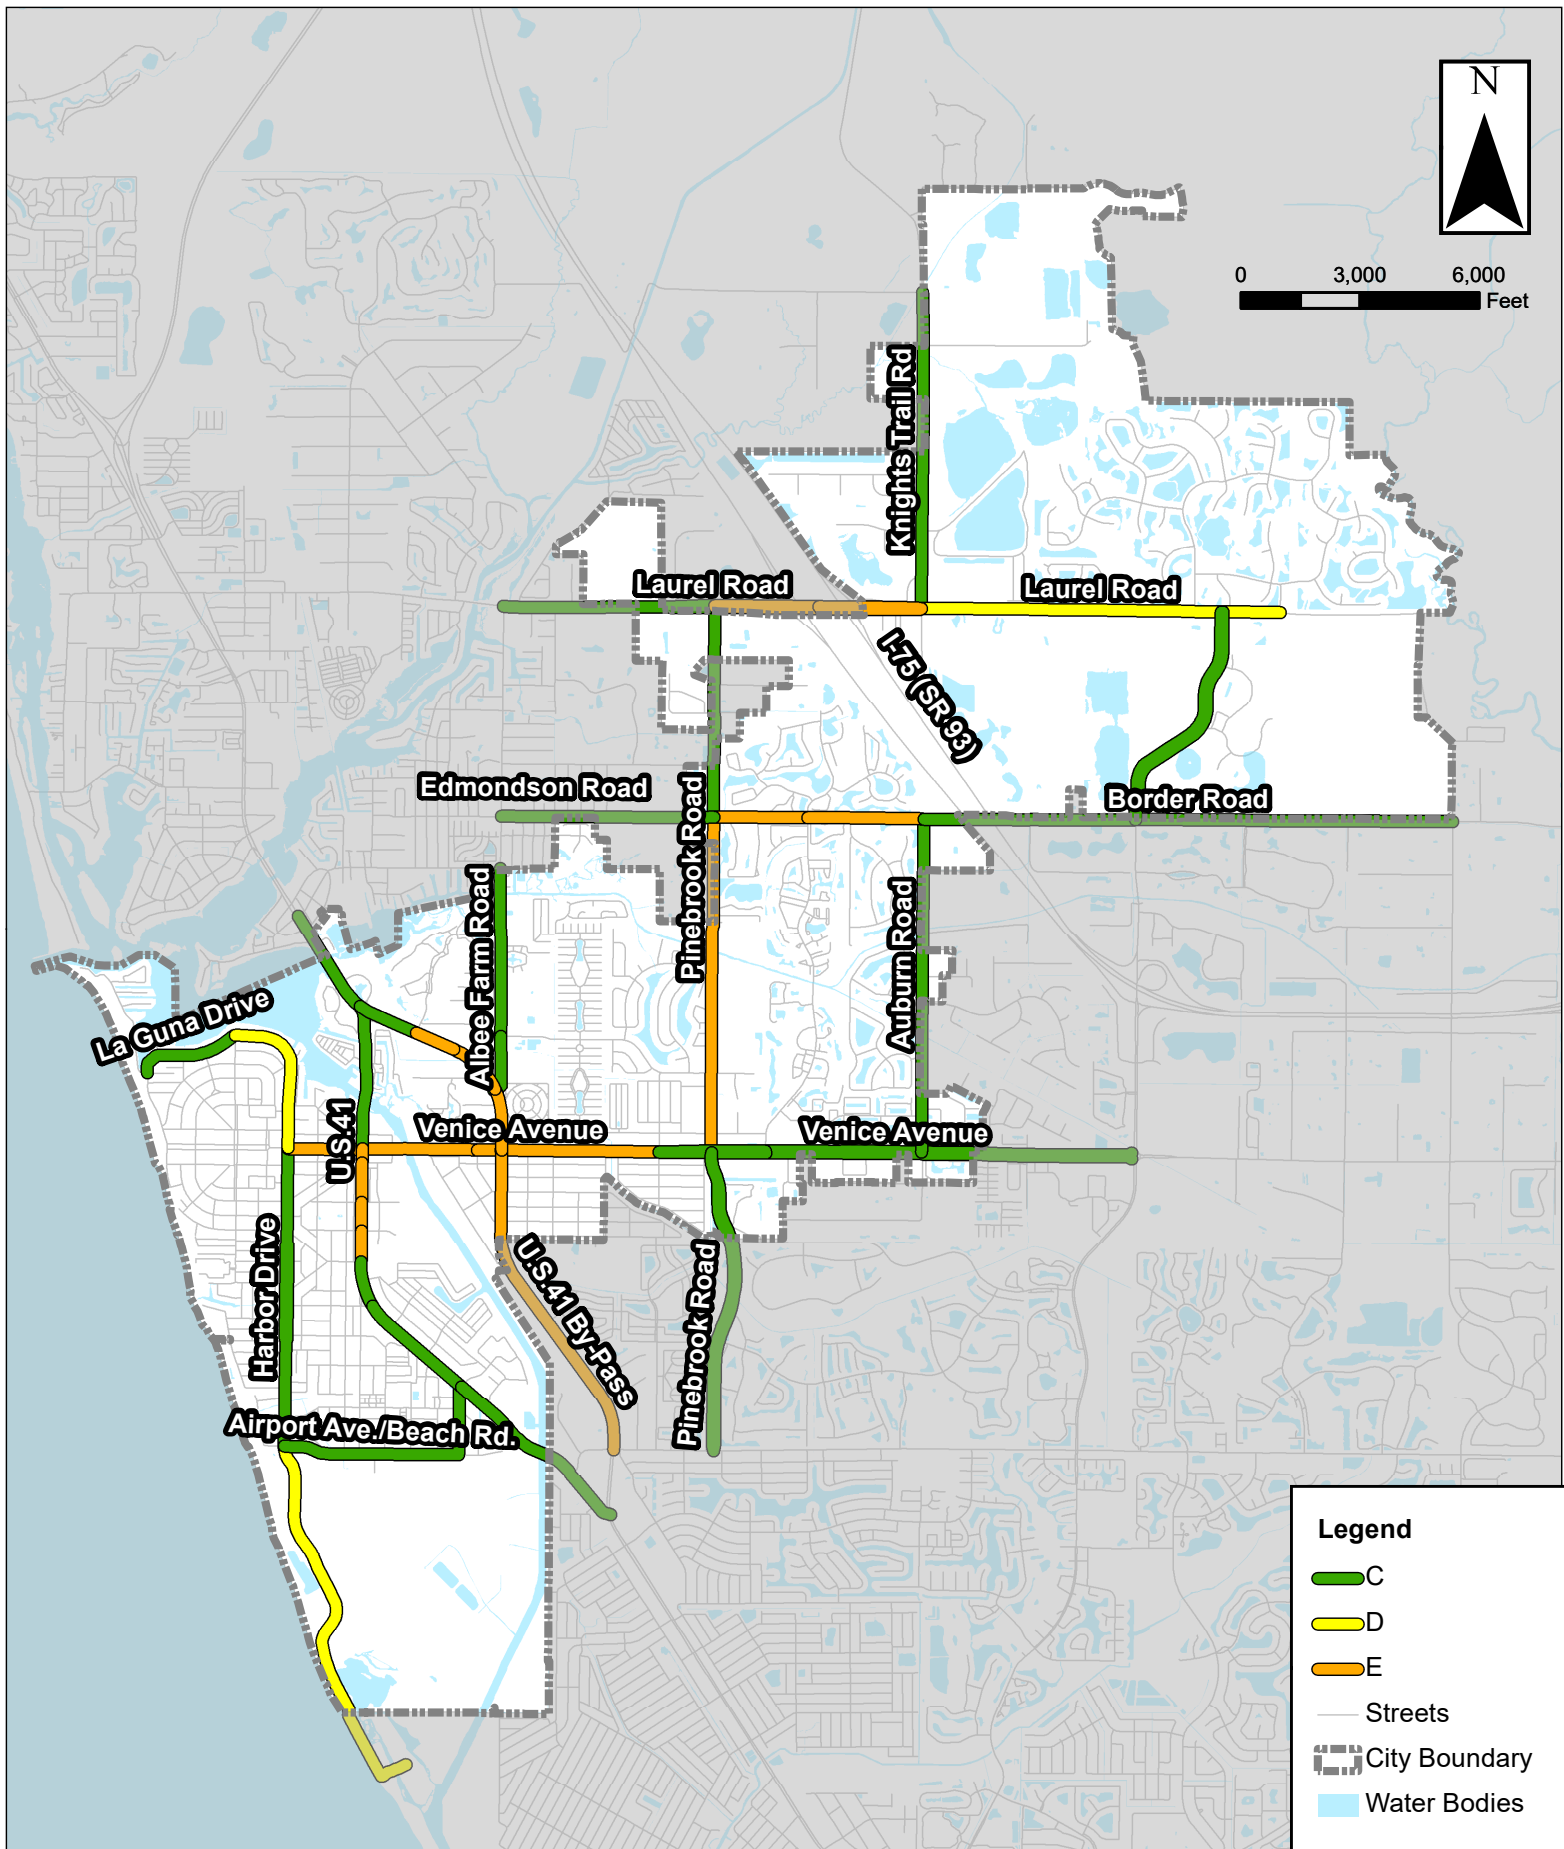 N
0 3,000 6,000
Feet
Knights Trail Rd
Laurel Road
Laurel Road
I-75 (SR 93)
Edmondson Road
Border Road
Pinebrook Road
Albee Farm Road
Auburn Road
La Guna Drive
U.S.41
Venice Avenue
Venice Avenue
Harbor Drive
U.S.41 By-Pass
Pinebrook Road
Airport Ave./Beach Rd.
Legend
C
D
E
Streets
City Boundary
Water Bodies